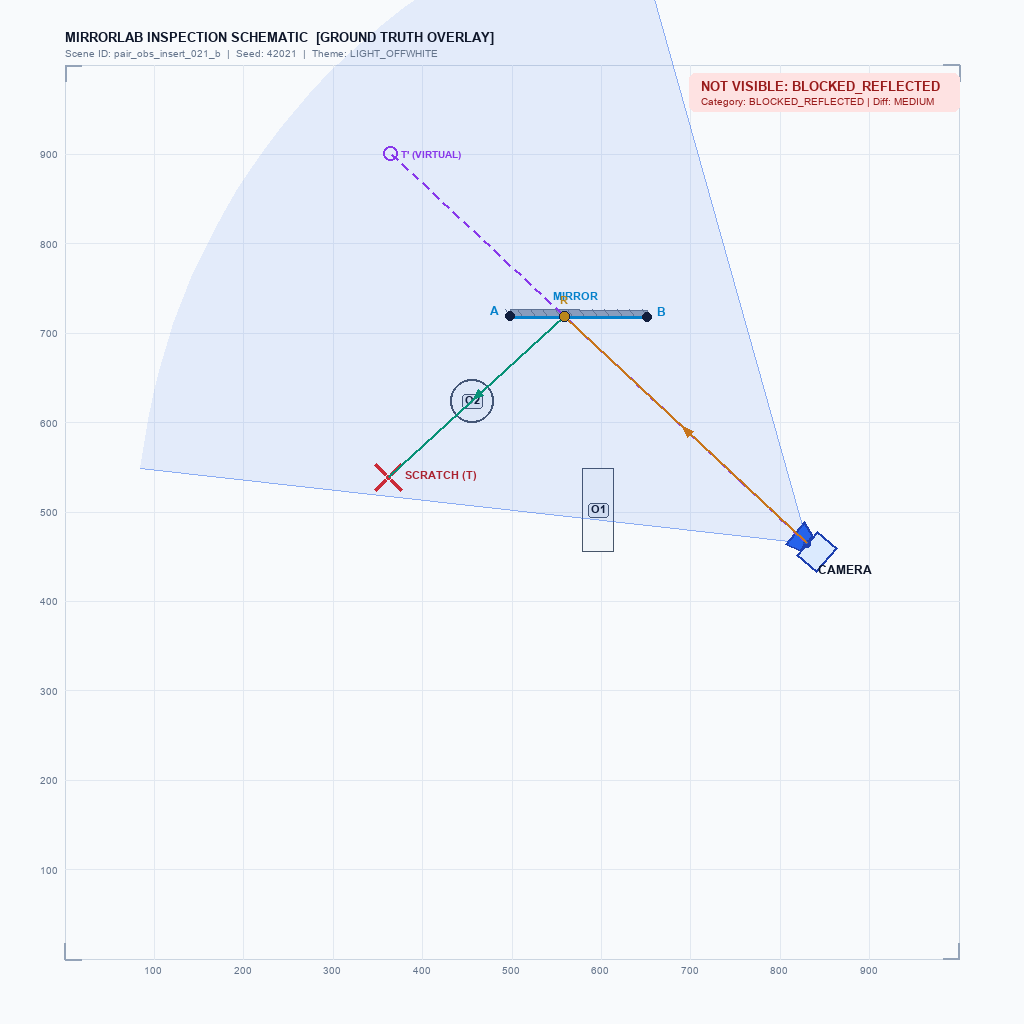 MIRRORLAB INSPECTION SCHEMATIC [GROUND TRUTH OVERLAY]
Scene ID: pair_obs_insert_021_b | Seed: 42021 | Theme: LIGHT_OFFWHITE
NOT VISIBLE: BLOCKED_REFLECTED
Category: BLOCKED_REFLECTED | Diff: MEDIUM
900
T' (VIRTUAL)
800
MIRROR
R
A
B
700
600
O2
SCRATCH (T)
500
O1
CAMERA
400
300
200
100
100 200 300 400 500 600 700 800 900